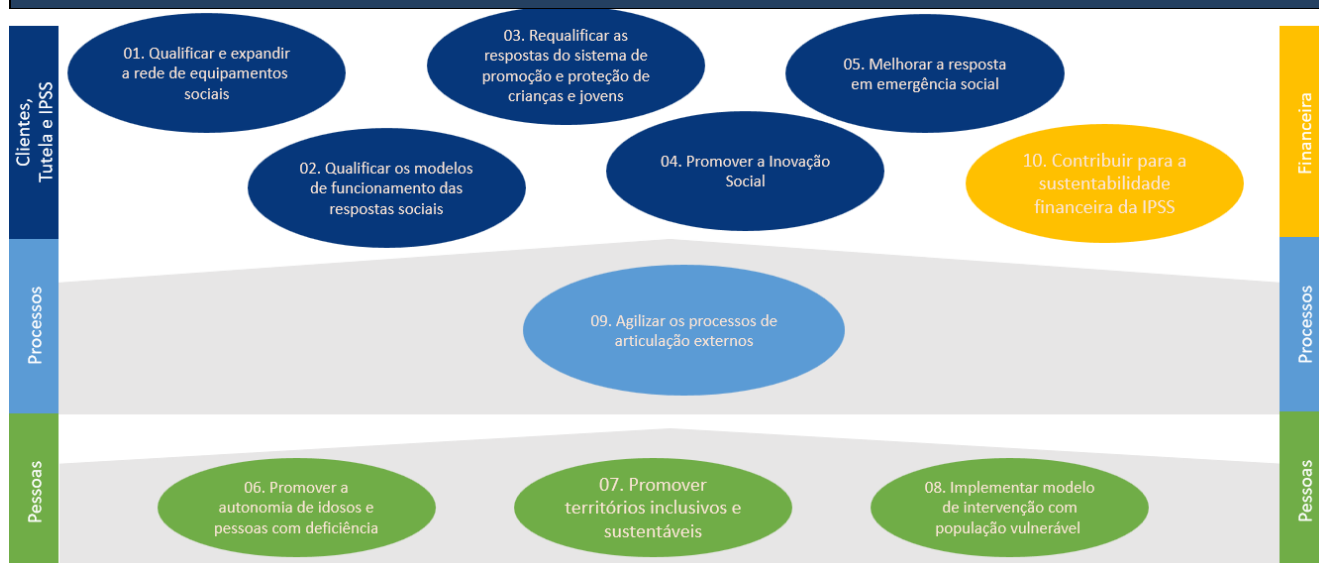 Clientes,
Tutela e IPSS
01. Qualificar e expandir
a rede de equipamentos
sociais
03. Requalificar as
respostas do sistema de
promoção e proteção de
crianças e jovens
05. Melhorar a resposta
em emergência social
02. Qualificar os modelos
de funcionamento das
respostas sociais
04. Promover a Inovação
Social
10. Contribuir para a
sustentabilidade
financeira da IPSS
Financeira
Processos
09. Agilizar os processos de
articulação externos
Processos
Pessoas
06. Promover a
autonomia de idosos e
pessoas com deficiência
07. Promover
territórios inclusivos e
sustentáveis
08. Implementar modelo
de intervenção com
população vulnerável
Pessoas